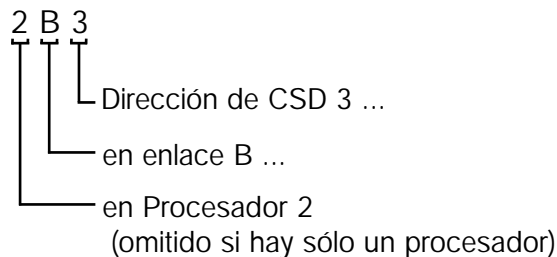 2 B 3
Dirección de CSD 3 ...
en enlace B ...
en Procesador 2
(omitido si hay sólo un procesador)